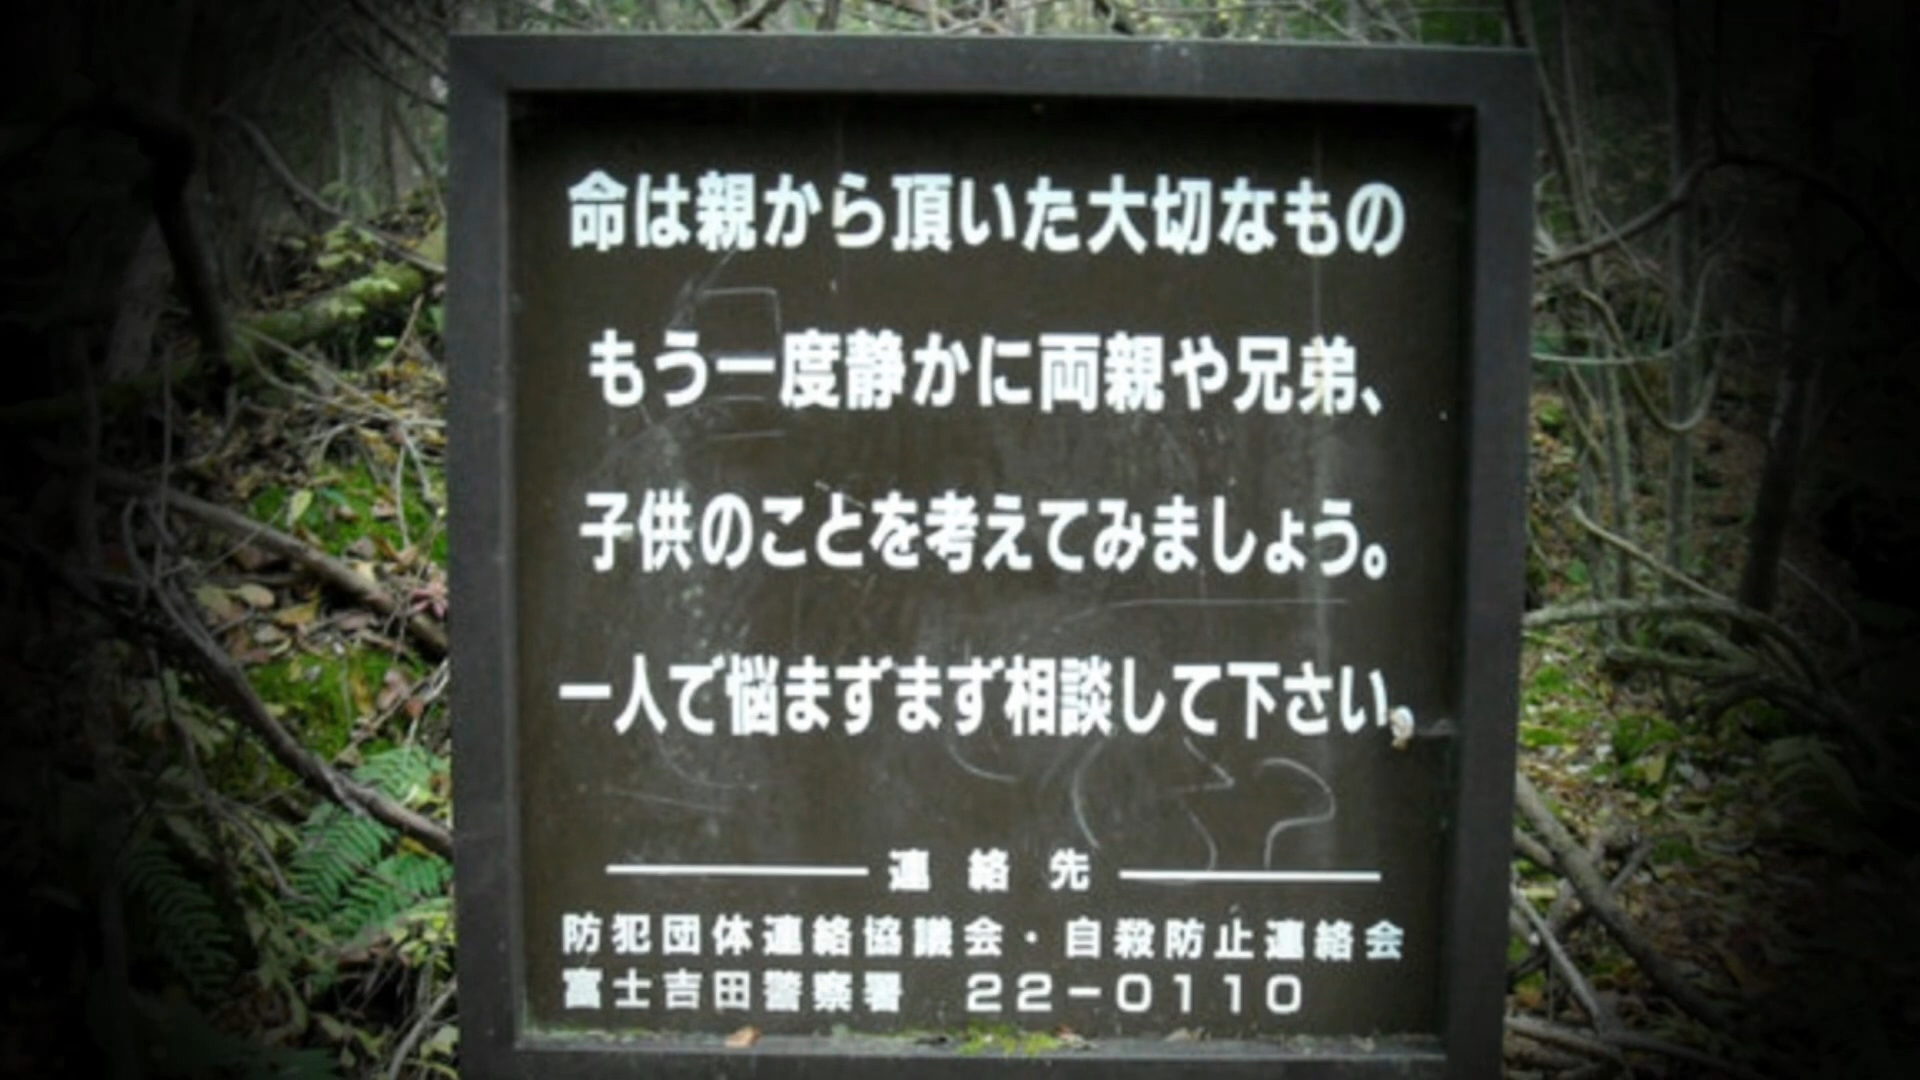 命は親から頂いた大切なもの
もう一度静かに両親や兄弟、
子供のことを考えてみましょう。
一人で悩まずまず相談して下さい。
連絡先
防犯団体連絡協議会・自殺防止連絡会
富士吉田警察署　22-0110